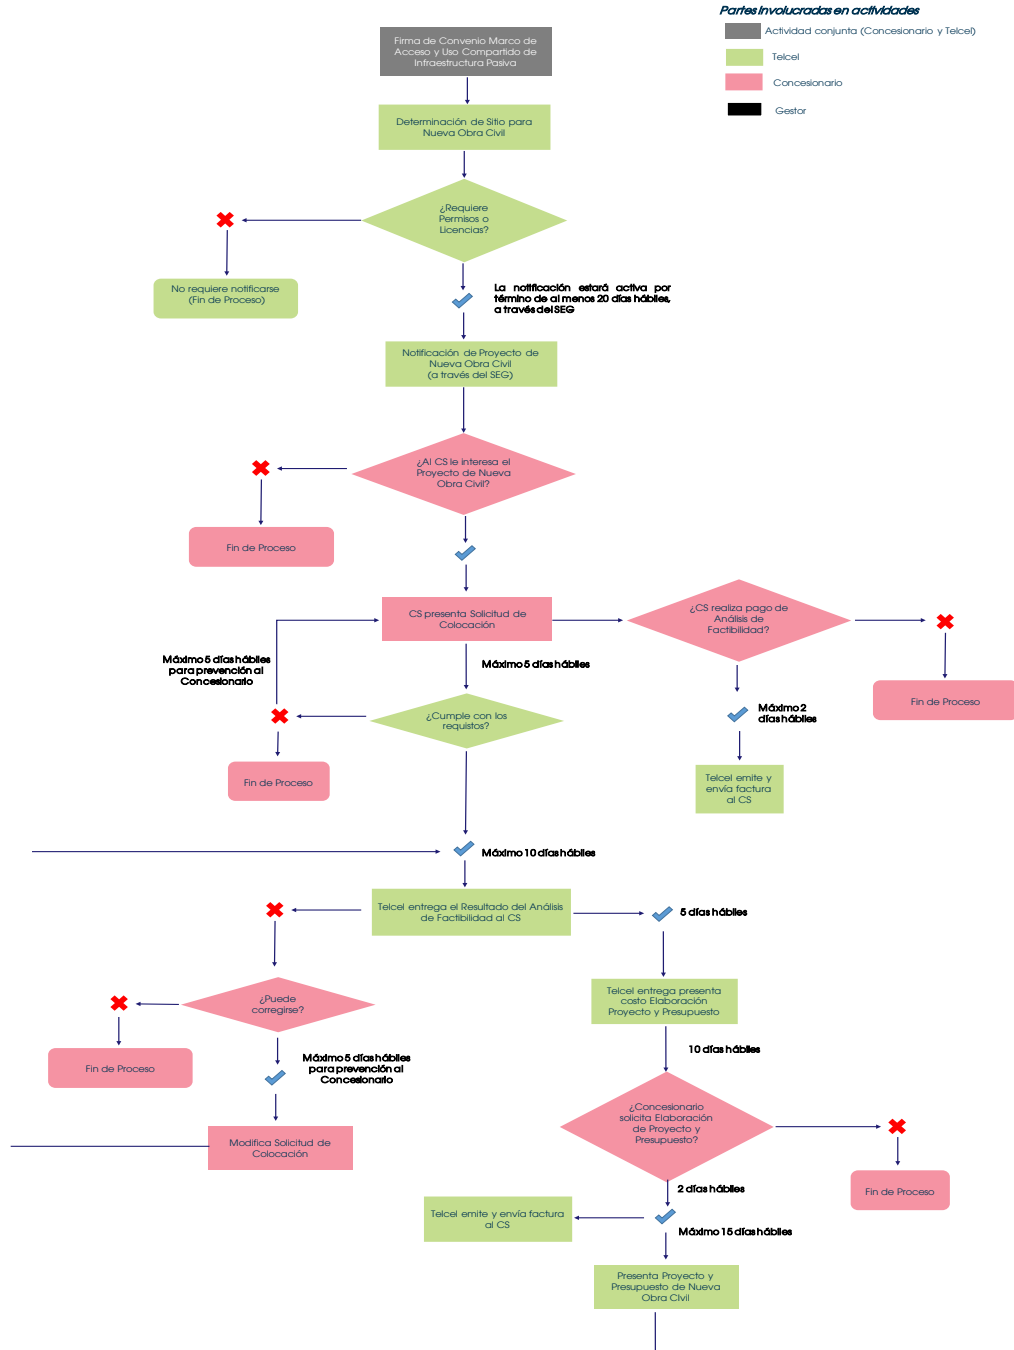 Partes involucradas en actividades
Actividad conjunta (Concesionario y Telcel)
Telcel
Concesionario
Gestor
Firma de Convenio Marco de
Acceso y Uso Compartido de
Infraestructura Pasiva
Determinación de Sitio para
Nueva Obra Civil
¿Requiere
Permisos o
Licencias?
No requiere notificarse
(Fin de Proceso)
La notificación estará activa por
término de al menos 20 días hábiles,
a través del SEG
Notificación de Proyecto de
Nueva Obra Civil
(a través del SEG)
¿Al CS le interesa el
Proyecto de Nueva
Obra Civil?
Fin de Proceso
CS presenta Solicitud de
Colocación
¿CS realiza pago de
Análisis de
Factibilidad?
Fin de Proceso
Máximo 5 días hábiles
para prevención al
Concesionario
Máximo 5 días hábiles
¿Cumple con los
requistos?
Fin de Proceso
Máximo 2
días hábiles
Telcel emite y
envía factura
al CS
Máximo 10 días hábiles
Telcel entrega el Resultado del Análisis
de Factibilidad al CS
5 días hábiles
¿Puede
corregirse?
Fin de Proceso
Máximo 5 días hábiles
para prevención al
Concesionario
Modifica Solicitud de
Colocación
Telcel entrega presenta
costo Elaboración
Proyecto y Presupuesto
10 días hábiles
¿Concesionario
solicita Elaboración
de Proyecto y
Presupuesto?
Fin de Proceso
2 días hábiles
Telcel emite y envía factura
al CS
Máximo 15 días hábiles
Presenta Proyecto y
Presupuesto de Nueva
Obra Civil